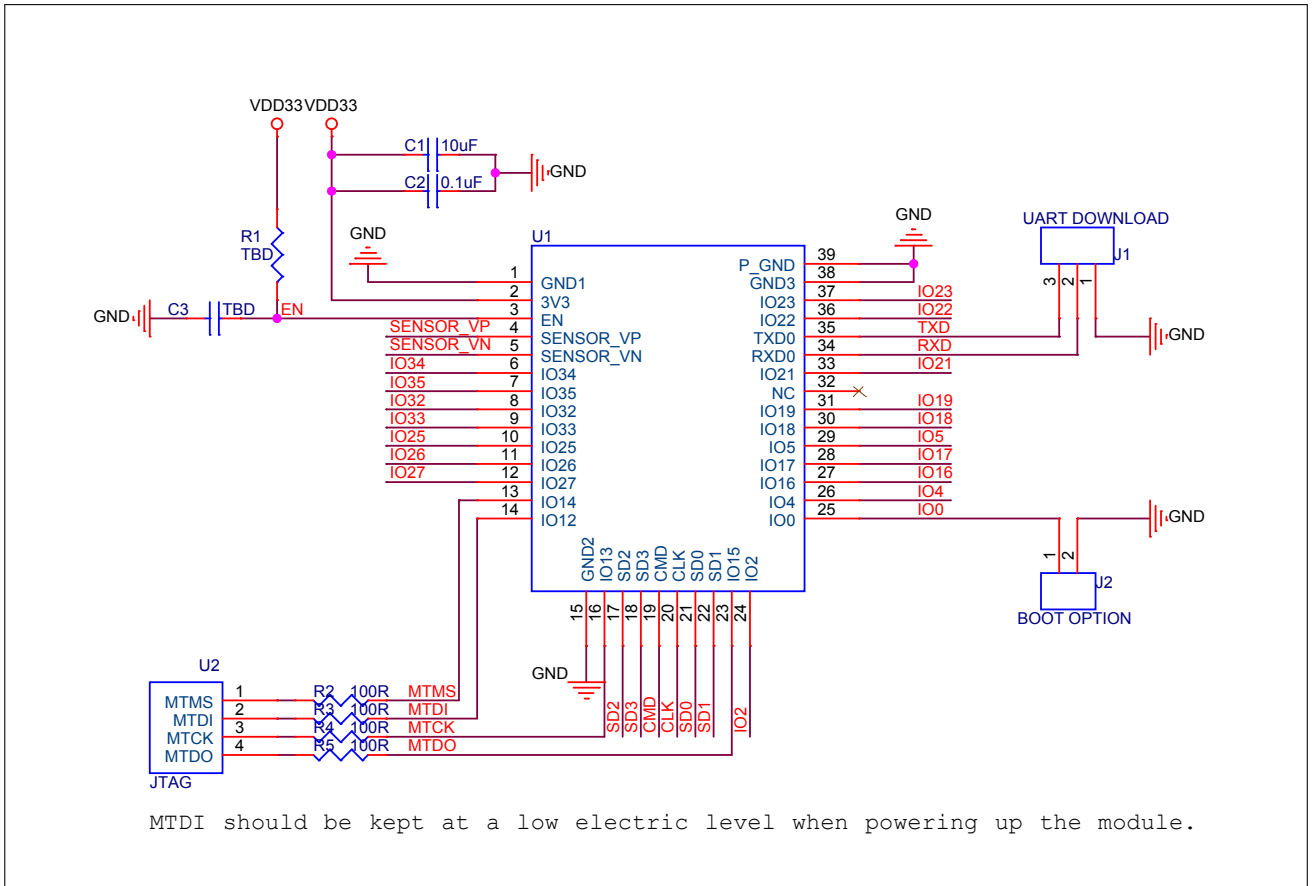 VDD33 VDD33
C1 10uF
GND
C2 0.1uF
R1
TBD
GND
U1
GND
UART DOWNLOAD
J1
3 2 1
GND
C3 TBD
EN
GND
1 GND1
2 3V3
3 EN
SENSOR_VP 4 SENSOR_VP
SENSOR_VN 5 SENSOR_VN
IO34 6 IO34
IO35 7 IO35
IO32 8 IO32
IO33 9 IO33
IO25 10 IO25
IO26 11 IO26
IO27 12 IO27
13 IO14
14 IO12
P_GND 39
GND3 38
IO23 37 IO23
IO22 36 IO22
TXD0 35 TXD
RXD0 34 RXD
IO21 33 IO21
NC 32
IO19 31 IO19
IO18 30 IO18
IO5 29 IO5
IO17 28 IO17
IO16 27 IO16
IO4 26 IO4
IO0 25 IO0
GND
1 2
J2
BOOT OPTION
GND2 IO13 SD2 SD3 CMD CLK SD0 SD1 IO15 IO2
15 16 17 18 19 20 21 22 23 24
GND
SD2 SD3 CMD CLK SD0 SD1 IO2
U2
MTMS 1 R2 100R MTMS
MTDI 2 R3 100R MTDI
MTCK 3 R4 100R MTCK
MTDO 4 R5 100R MTDO
JTAG
MTDI should be kept at a low electric level when powering up the module.